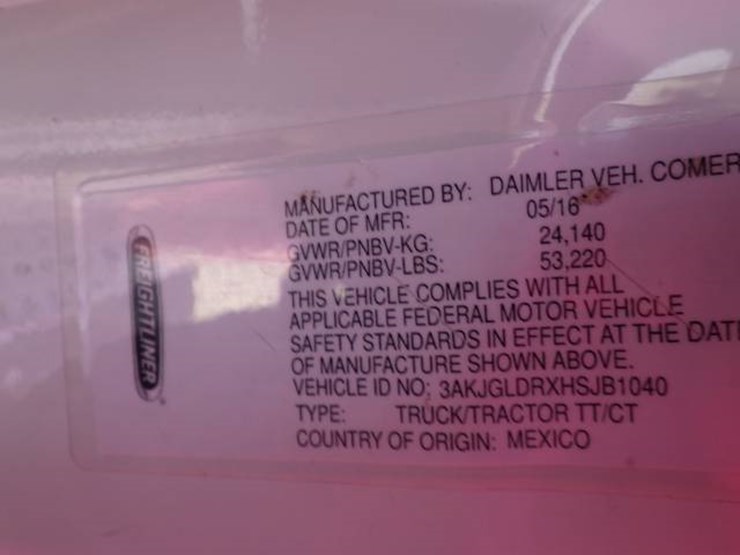 FREIGHTLINER
MANUFACTURED BY: DAIMLER VEH. COMER
DATE OF MFR: 05/16
GVWR/PNBV-KG: 24,140
GVWR/PNBV-LBS: 53,220
THIS VEHICLE COMPLIES WITH ALL
APPLICABLE FEDERAL MOTOR VEHICLE
SAFETY STANDARDS IN EFFECT AT THE DATE
OF MANUFACTURE SHOWN ABOVE.
VEHICLE ID NO: 3AKJGLDRXHSJB1040
TYPE: TRUCK/TRACTOR TT/CT
COUNTRY OF ORIGIN: MEXICO